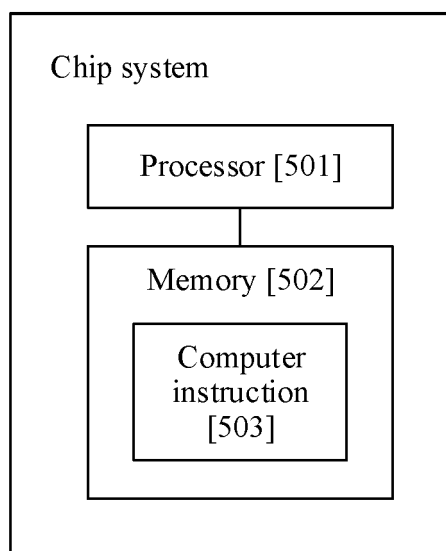 Chip system
Processor [501]
Memory [502]
Computer
instruction
[503]